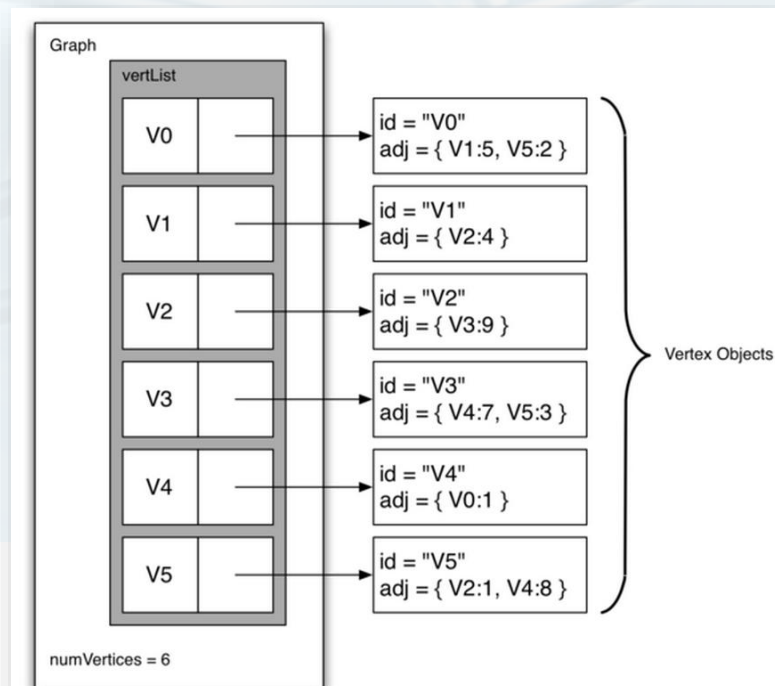 Graph
vertList
V0
id = "V0"
adj = { V1:5, V5:2 }
V1
id = "V1"
adj = { V2:4 }
V2
id = "V2"
adj = { V3:9 }
V3
id = "V3"
adj = { V4:7, V5:3 }
V4
id = "V4"
adj = { V0:1 }
V5
id = "V5"
adj = { V2:1, V4:8 }
Vertex Objects
numVertices = 6